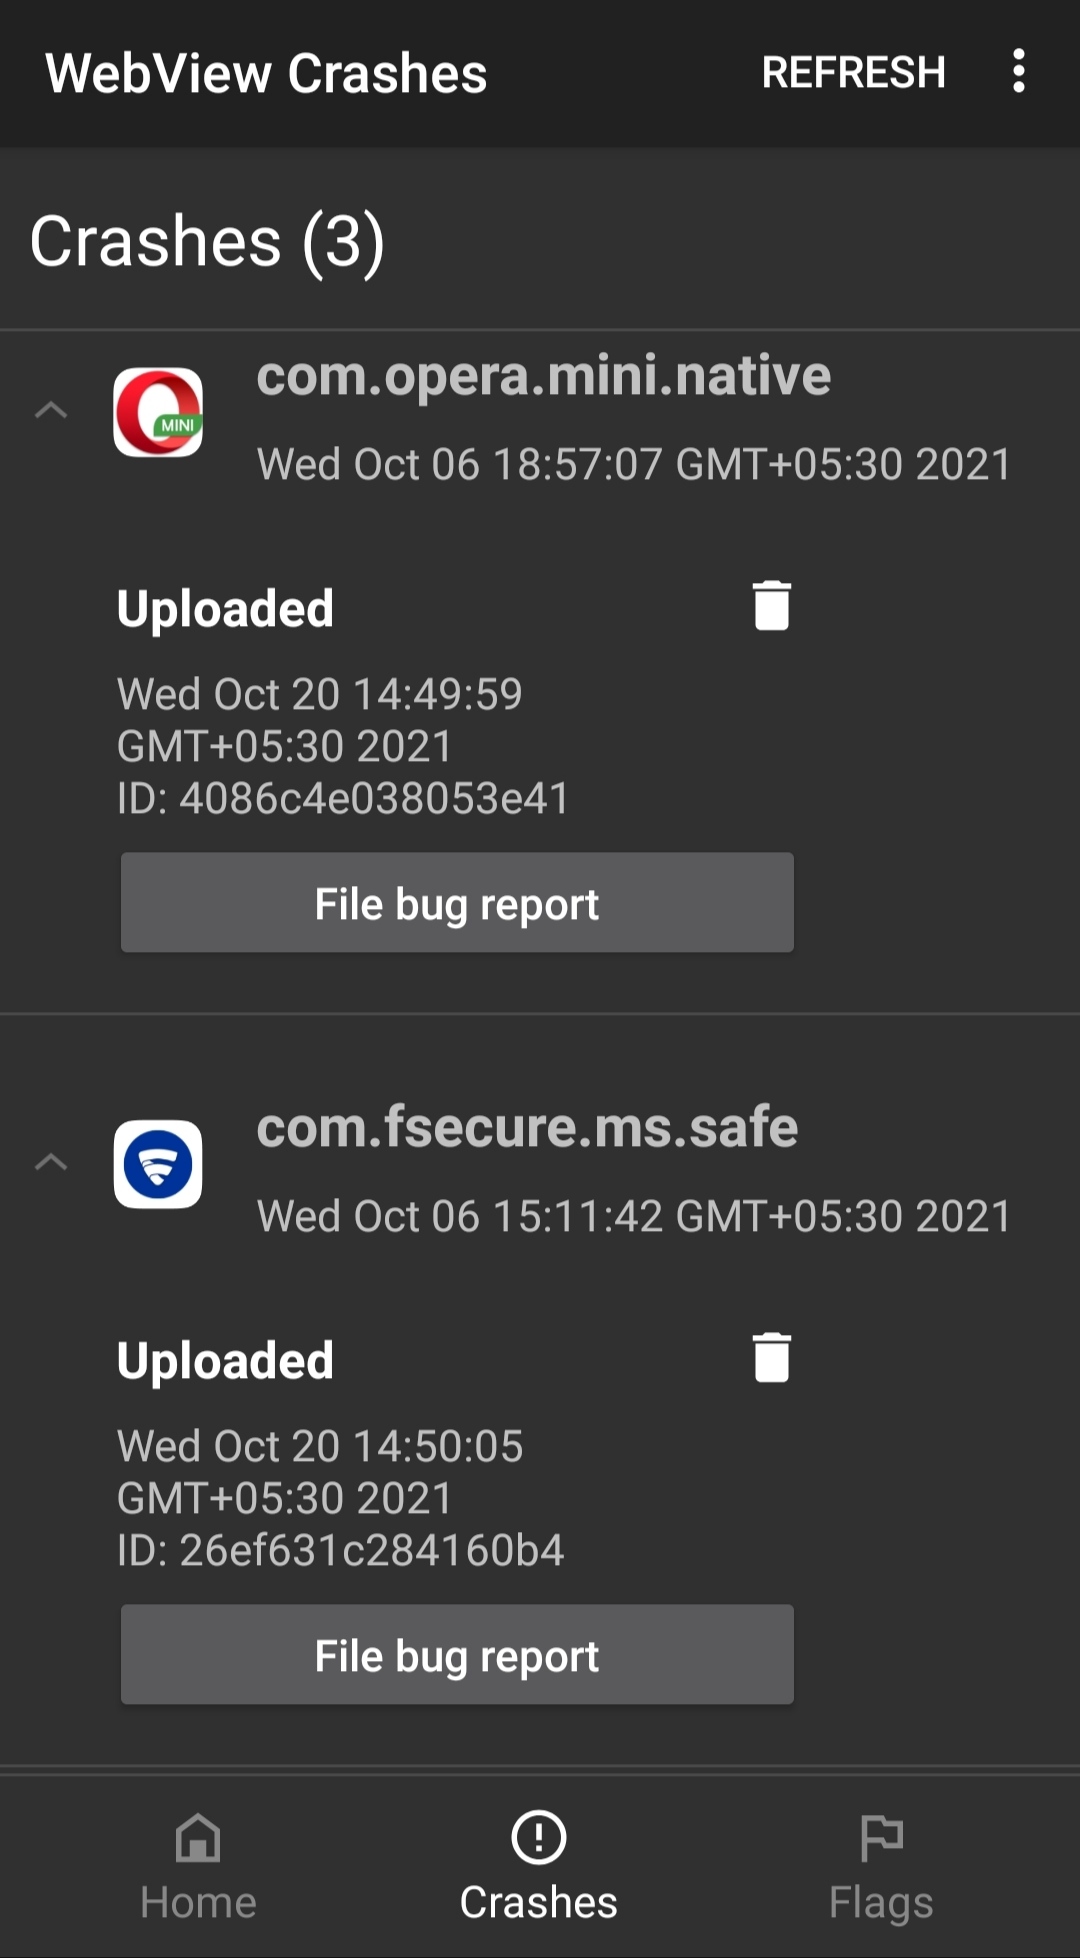 WebView Crashes
REFRESH
Crashes (3)
com.opera.mini.native
MINI
Wed Oct 06 18:57:07 GMT+05:30 2021
Uploaded
Wed Oct 20 14:49:59
GMT+05:30 2021
ID: 4086c4e038053e41
File bug report
com.fsecure.ms.safe
Wed Oct 06 15:11:42 GMT+05:30 2021
Uploaded
Wed Oct 20 14:50:05
GMT+05:30 2021
ID: 26ef631c284160b4
File bug report
Home
Crashes
Flags